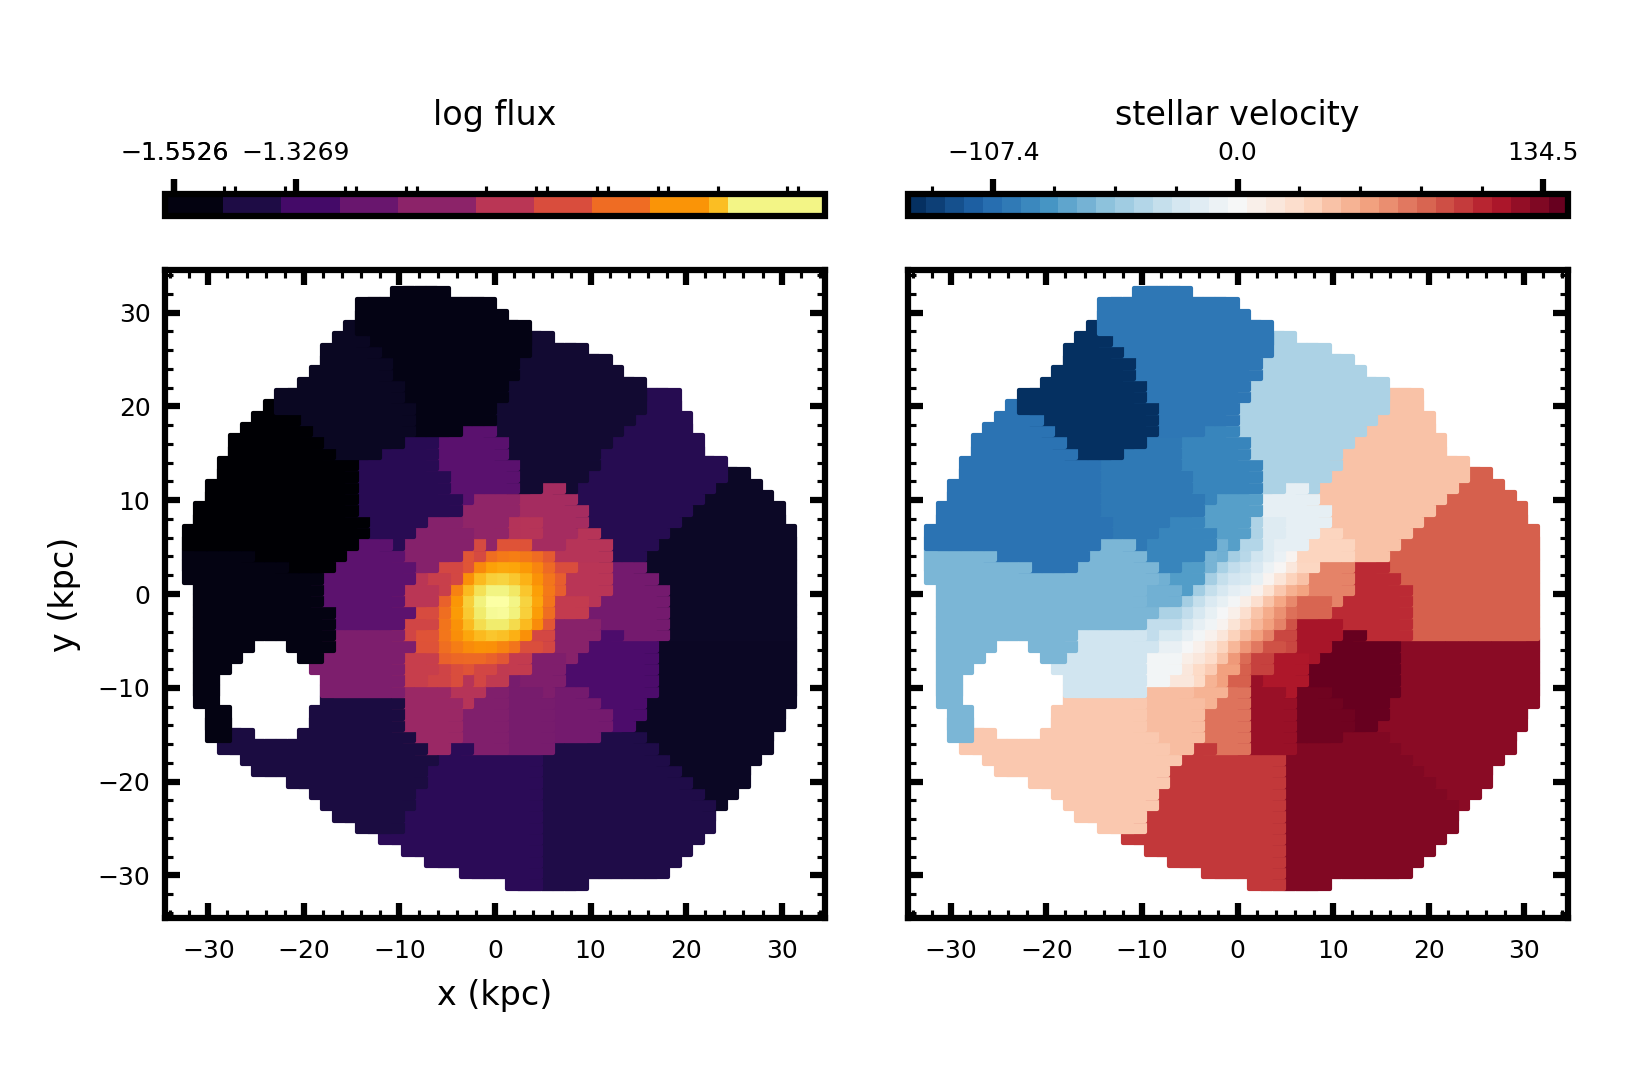 log flux
stellar velocity
−1.5526 −1.3269
−107.4 0.0 134.5
30
20
10
0
−10
−20
−30
y (kpc)
−30 −20 −10 0 10 20 30
−30 −20 −10 0 10 20 30
x (kpc)